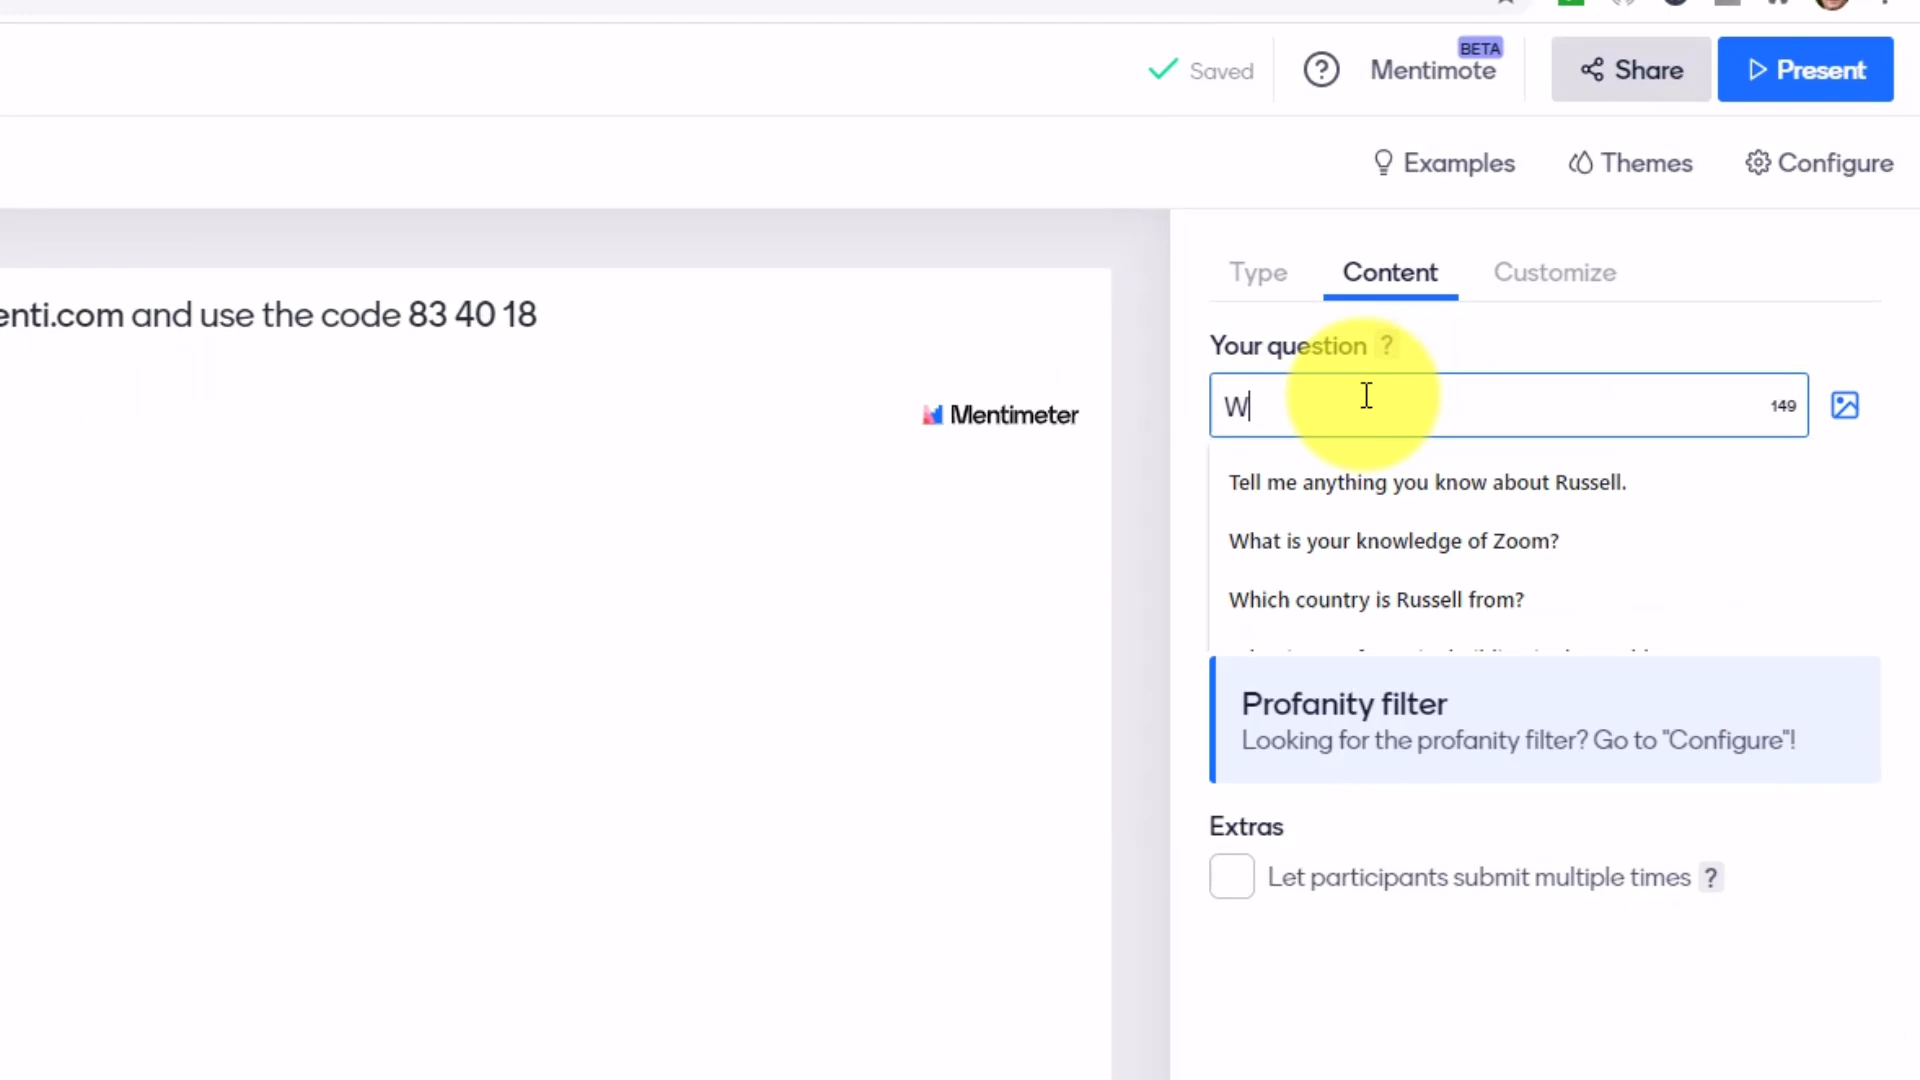 Saved
?
Mentimote
BETA
Share
Present
Examples
Themes
Configure
enti.com and use the code 83 40 18
Mentimeter
Type
Content
Customize
Your question ?
W
149
Tell me anything you know about Russell.
What is your knowledge of Zoom?
Which country is Russell from?
Profanity filter
Looking for the profanity filter? Go to "Configure"!
Extras
Let participants submit multiple times ?